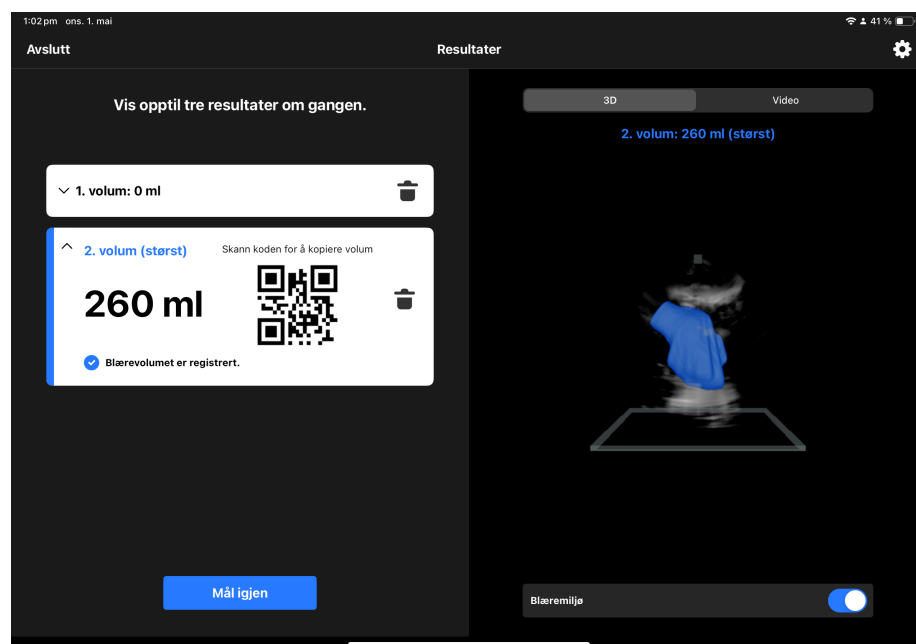 1:02 pm ons. 1. mai
41 %
Avslutt
Resultater
Vis opptil tre resultater om gangen.
1. volum: 0 ml
2. volum (størst)
Skann koden for å kopiere volum
260 ml
Blærevolumet er registrert.
Mål igjen
3D
Video
2. volum: 260 ml (størst)
Blæremiljø